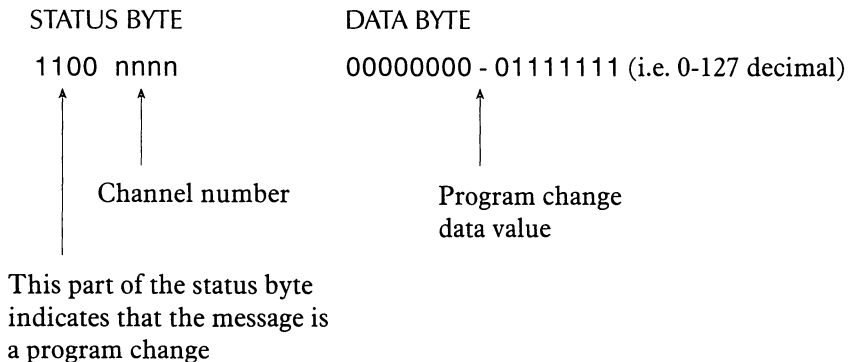 STATUS BYTE DATA BYTE
1100 nnnn 00000000 - 01111111 (i.e. 0-127 decimal)
Channel number
Program change
data value
This part of the status byte
indicates that the message is
a program change